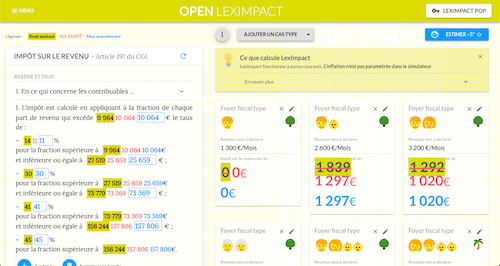 MENU
OPEN LEXIMPACT
LEXIMPACT POP
Légende :
Droit existant
PLF 2020
Mon amendement
AJOUTER UN CAS TYPE
ESTIMER ~5"
IMPÔT SUR LE REVENU - Article 197 du CGI
BARÈME ET TAUX
I. En ce qui concerne les contribuables ...
1. L'impôt est calculé en appliquant à la fraction de chaque
part de revenu qui excède 9 964 10 064 10 064 € le taux
de :
– 14 11 11 %
pour la fraction supérieure à 9 964 10 064 10 064€
et inférieure ou égale à 27 519 25 659 25 659 € ;
– 30 30 %
pour la fraction supérieure à 27 519 25 659 25 659€
et inférieure ou égale à 73 779 73 369 73 369 € ;
– 41 41 %
pour la fraction supérieure à 73 779 73 369 73 369€
et inférieure ou égale à 156 244 157 806 157 806 € ;
– 45 45 %
pour la fraction supérieure à 156 244 157 806 157 806€.
Ce que calcule LexImpact
LexImpact fonctionne à euros courants. L'inflation n'est pas paramétrée dans le simulateur.
En savoir plus
Foyer fiscal type
Revenus nets à déclarer
1 300 €/Mois
Impôt sur le revenu par an
0 0€
0€
Foyer fiscal type
Revenus nets à déclarer
2 600 €/Mois
1 839
1 297€
1 297€
Foyer fiscal type
Revenus nets à déclarer
3 200 €/Mois
1 292
1 020€
1 020€
Foyer fiscal type
Revenus nets à déclarer
Foyer fiscal type
Revenus nets à déclarer
Foyer fiscal type
Revenus nets à déclarer